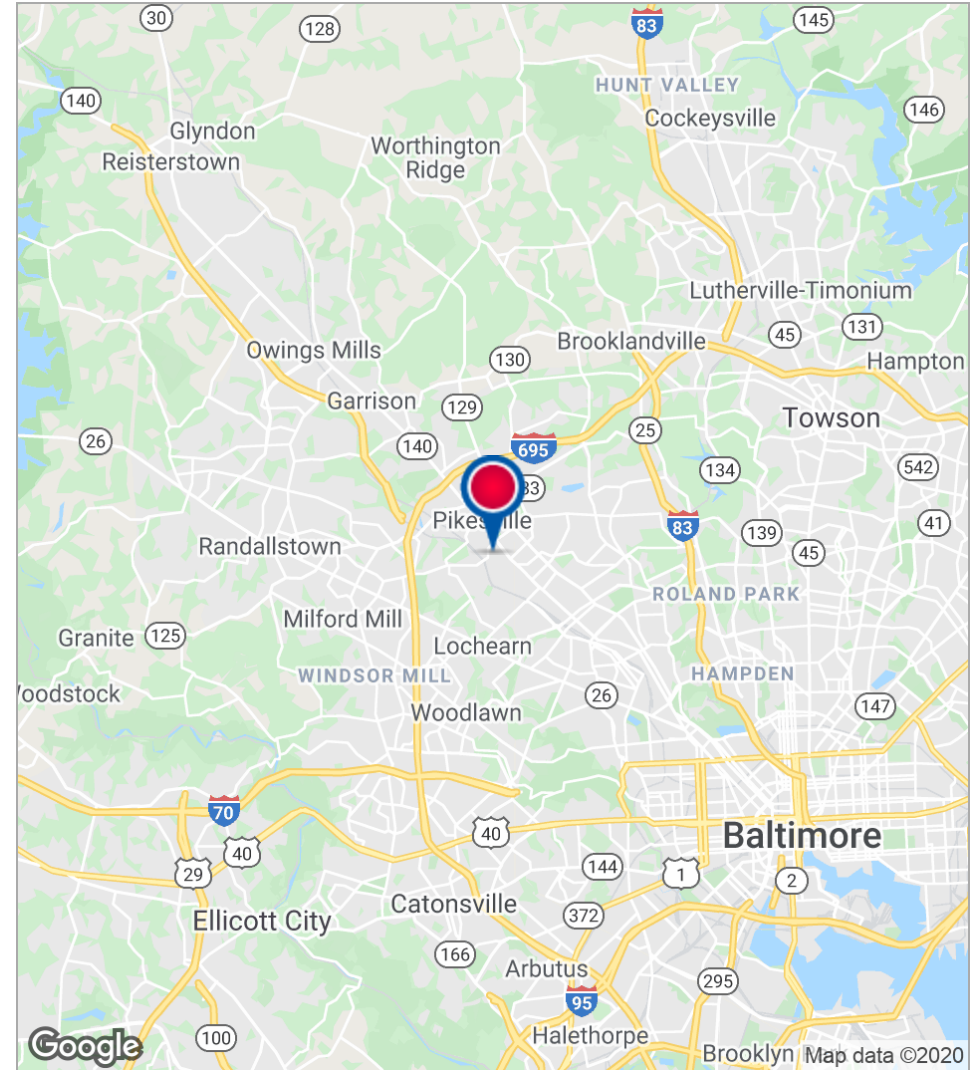 30
128
83
145
HUNT VALLEY
140
Cockeysville
146
Glyndon
Reisterstown
Worthington
Ridge
Lutherville-Timonium
45
131
Brooklandville
Owings Mills
130
Hampton
Garrison
129
Towson
140
25
26
695
134
542
Pikesville
83
139
41
45
Randallstown
ROLAND PARK
Milford Mill
Granite
125
Lochearn
WINDSOR MILL
HAMPDEN
26
147
Woodlawn
70
40
40
Baltimore
29
144
1
2
Catonsville
372
Ellicott City
166
Arbutus
295
95
100
Halethorpe
Google
Brooklyn
Map data ©2020